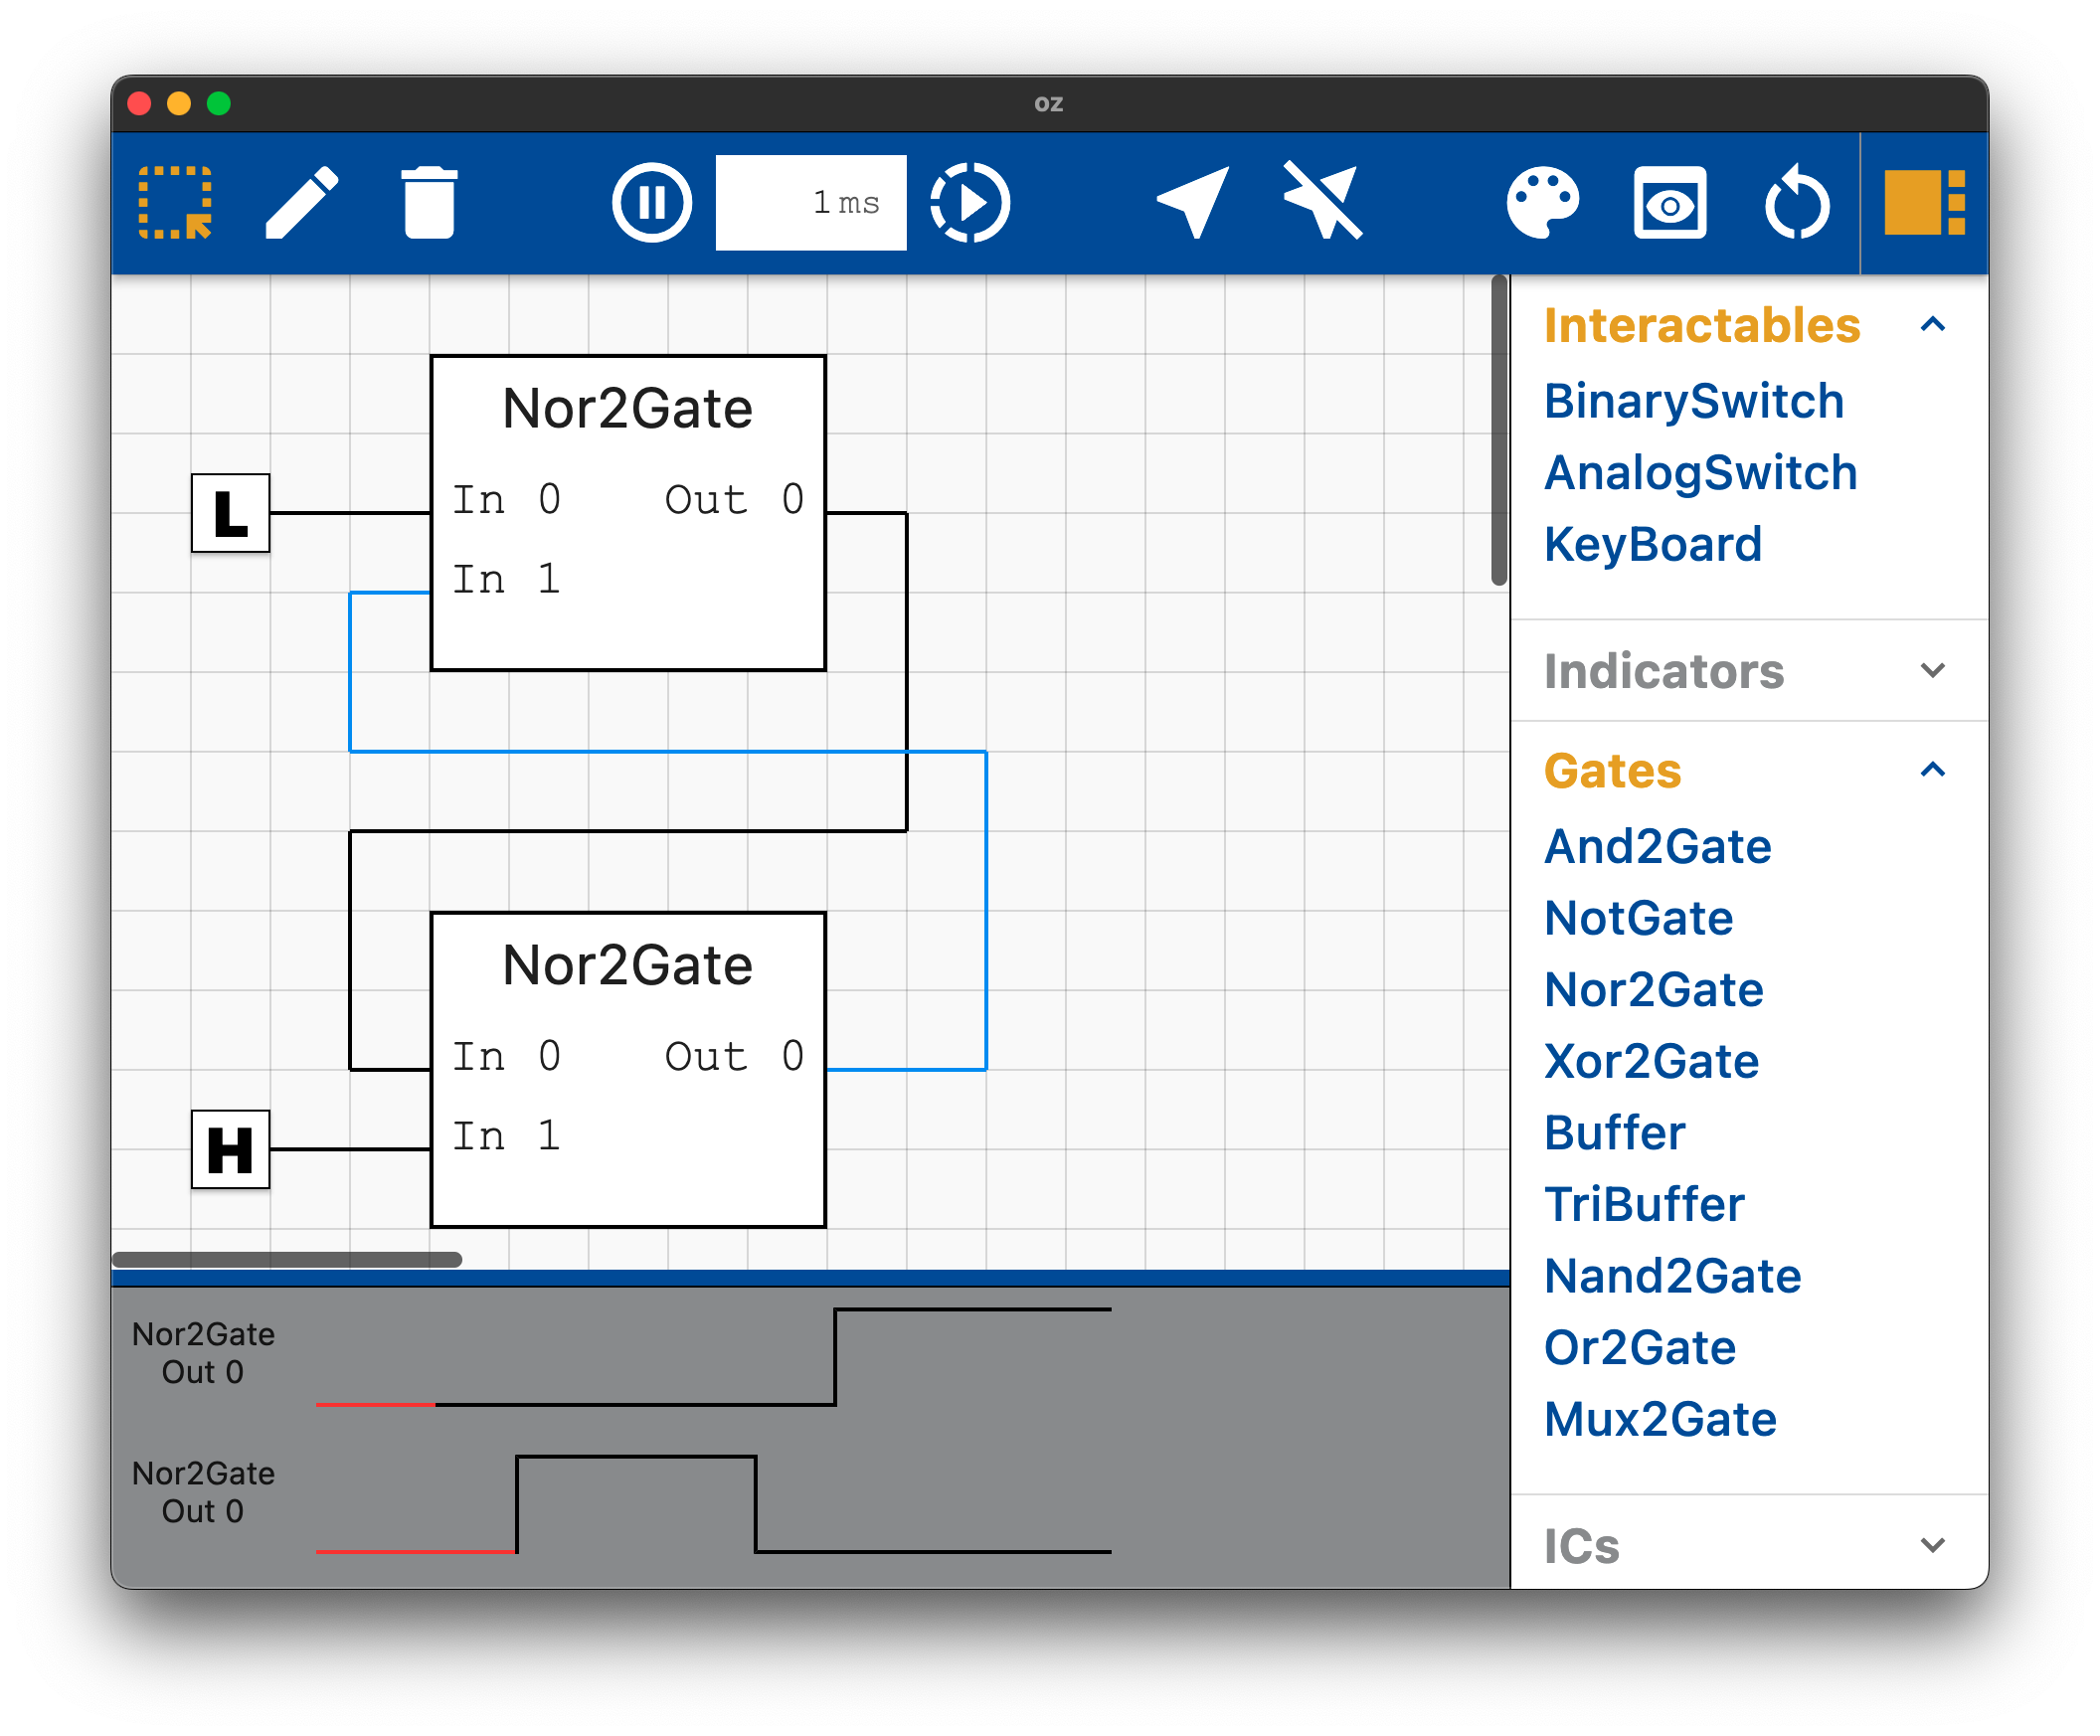 oz
1 ms
Nor2Gate
L
In 0 Out 0
In 1
Nor2Gate
In 0 Out 0
H
In 1
Nor2Gate
Out 0
Nor2Gate
Out 0
Interactables
BinarySwitch
AnalogSwitch
KeyBoard
Indicators
Gates
And2Gate
NotGate
Nor2Gate
Xor2Gate
Buffer
TriBuffer
Nand2Gate
Or2Gate
Mux2Gate
ICs